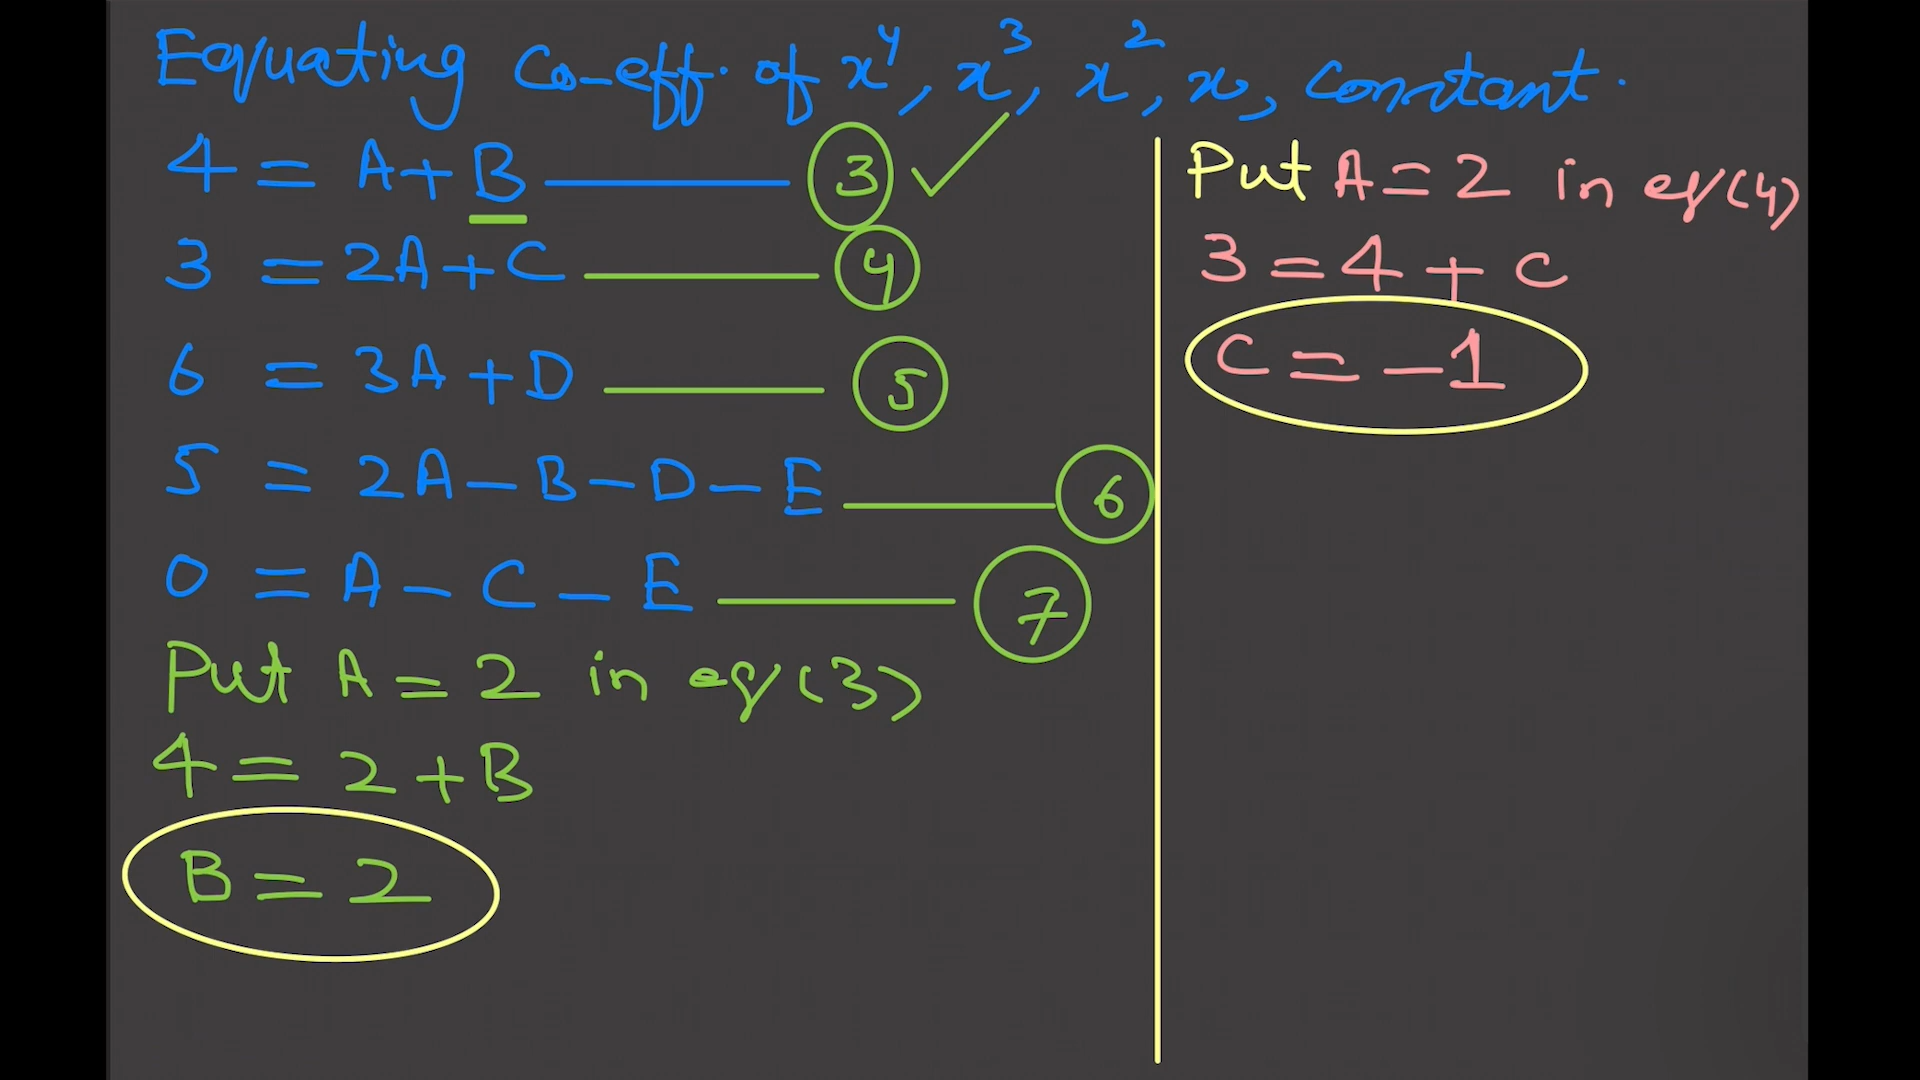 Equating Co-eff. of x⁴, x³, x², x, constant.
4 = A + B 3 ✓
3 = 2A + C 4
6 = 3A + D 5
5 = 2A - B - D - E 6
0 = A - C - E 7
Put A = 2 in eq (3)
4 = 2 + B
B = 2
Put A = 2 in eq (4)
3 = 4 + C
C = -1